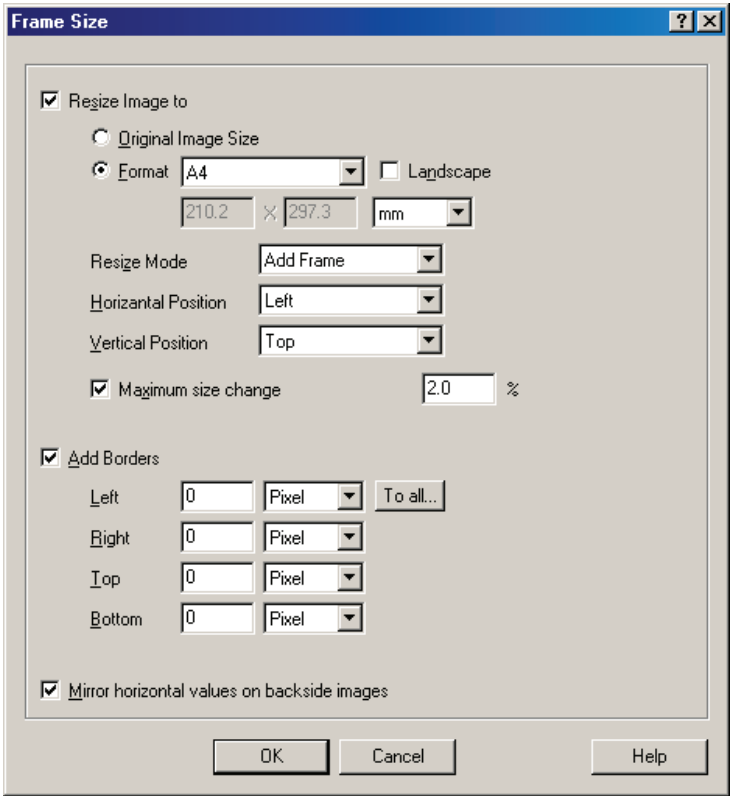 Frame Size
Resize Image to
Original Image Size
Format A4 Landscape
210.2 X 297.3 mm
Resize Mode Add Frame
Horizantal Position Left
Vertical Position Top
Maximum size change 2.0 %
Add Borders
Left 0 Pixel To all...
Right 0 Pixel
Top 0 Pixel
Bottom 0 Pixel
Mirror horizontal values on backside images
OK Cancel Help